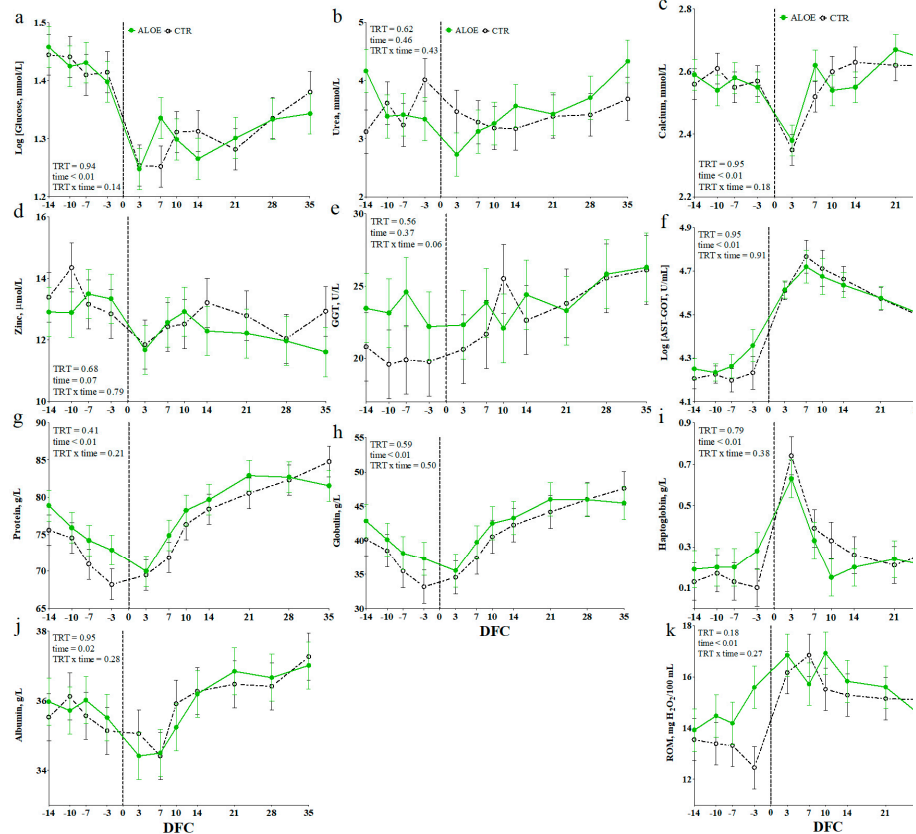 a
ALOE CTR
Log [Glucose, mmol/L]
1.5
1.4
1.3
1.2
TRT = 0.94
time < 0.01
TRT x time = 0.14
-14 -10 -7 -3 0 3 7 10 14 21 28 35
b
ALOE CTR
Urea, mmol/L
6
5
4
3
2
TRT = 0.62
time = 0.46
TRT x time = 0.43
-14 -10 -7 -3 0 3 7 10 14 21 28 35
c
ALOE CTR
Calcium, mmol/L
2.8
2.6
2.4
2.2
TRT = 0.95
time < 0.01
TRT x time = 0.18
-14 -10 -7 -3 0 3 7 10 14 21
d
Zinc, µmol/L
16
14
12
10
TRT = 0.68
time = 0.07
TRT x time = 0.79
-14 -10 -7 -3 0 3 7 10 14 21 28 35
e
GGT, U/L
30
25
20
TRT = 0.56
time = 0.37
TRT x time = 0.06
-14 -10 -7 -3 0 3 7 10 14 21 28 35
f
Log [AST-GOT, U/mL]
4.9
4.7
4.5
4.3
4.1
TRT = 0.95
time < 0.01
TRT x time = 0.91
-14 -10 -7 -3 0 3 7 10 14 21
g
Protein, g/L
90
85
80
75
70
65
TRT = 0.41
time < 0.01
TRT x time = 0.21
-14 -10 -7 -3 0 3 7 10 14 21 28 35
h
Globulin, g/L
55
50
45
40
35
30
TRT = 0.59
time < 0.01
TRT x time = 0.50
-14 -10 -7 -3 0 3 7 10 14 21 28 35
DFC
i
Haptoglobin, g/L
0.9
0.7
0.5
0.3
0.1
TRT = 0.79
time < 0.01
TRT x time = 0.38
-14 -10 -7 -3 0 3 7 10 14 21
j
Albumin, g/L
38
36
34
TRT = 0.95
time = 0.02
TRT x time = 0.28
-14 -10 -7 -3 0 3 7 10 14 21 28 35
DFC
k
ROM, mg H2O2/100 mL
18
16
14
12
TRT = 0.18
time < 0.01
TRT x time = 0.27
-14 -10 -7 -3 0 3 7 10 14 21
DFC